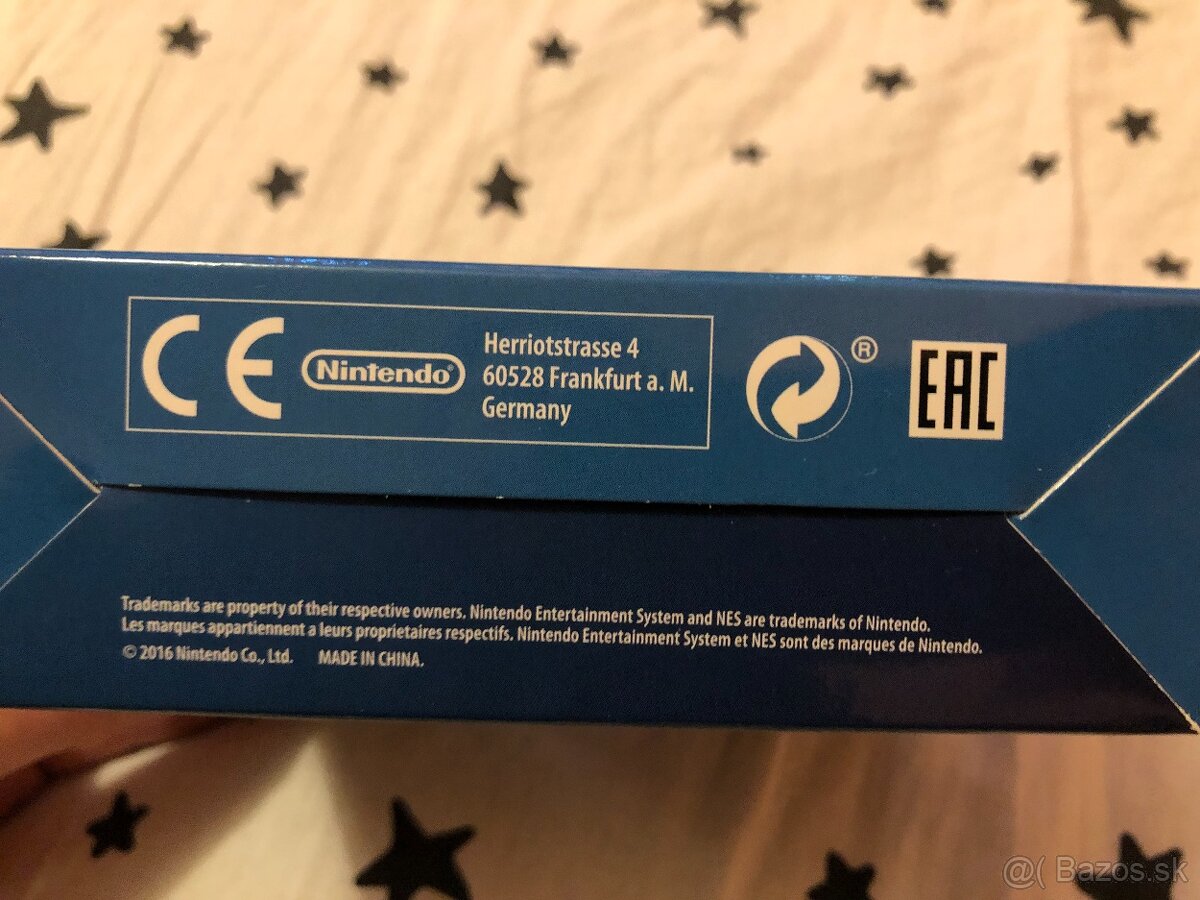 CE Nintendo®
Herriotstrasse 4
60528 Frankfurt a. M.
Germany
®
EAC
Trademarks are property of their respective owners. Nintendo Entertainment System and NES are trademarks of Nintendo.
Les marques appartiennent a leurs proprietaires respectifs. Nintendo Entertainment System et NES sont des marques de Nintendo.
© 2016 Nintendo Co., Ltd. MADE IN CHINA.
@( Bazos.sk